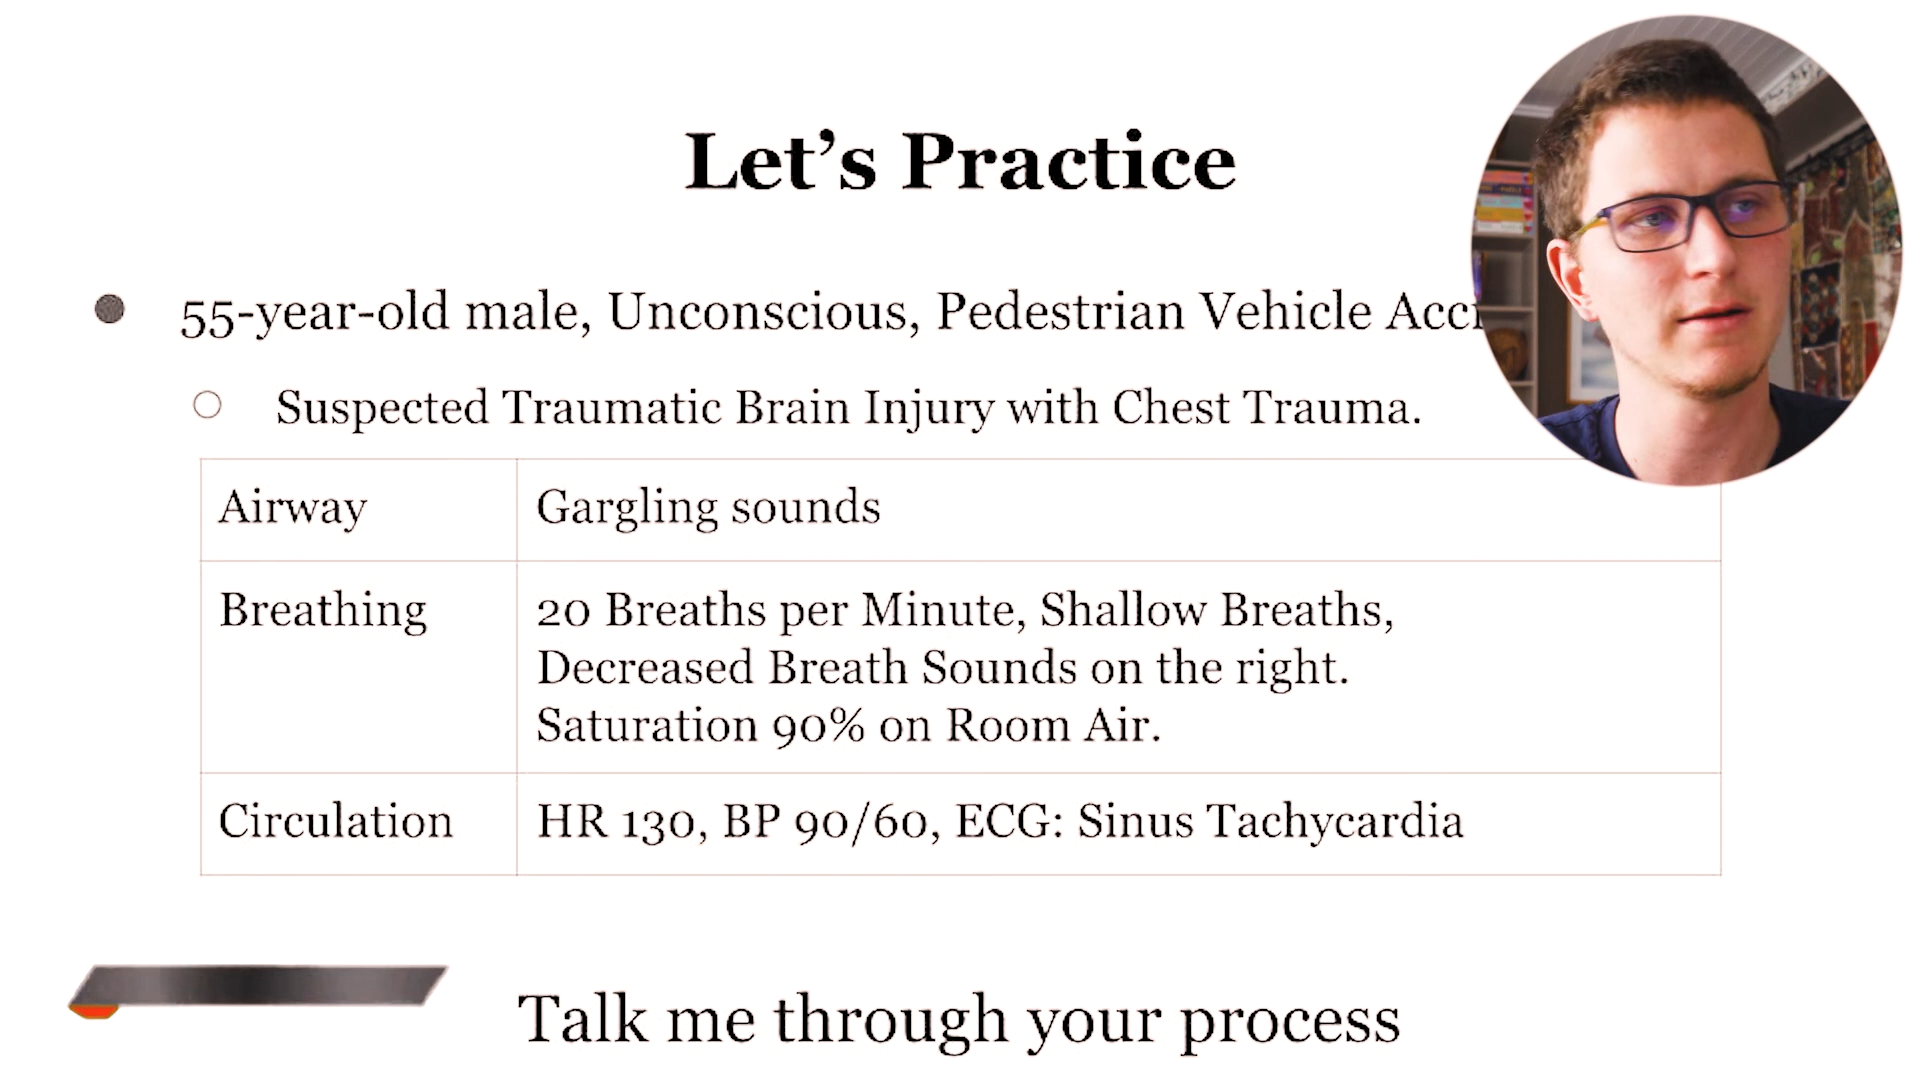 Let’s Practice
55-year-old male, Unconscious, Pedestrian Vehicle
Suspected Traumatic Brain Injury with Chest Trauma.
Airway
Gargling sounds
Breathing
20 Breaths per Minute, Shallow Breaths,
Decreased Breath Sounds on the right.
Saturation 90% on Room Air.
Circulation
HR 130, BP 90/60, ECG: Sinus Tachycardia
Talk me through your process